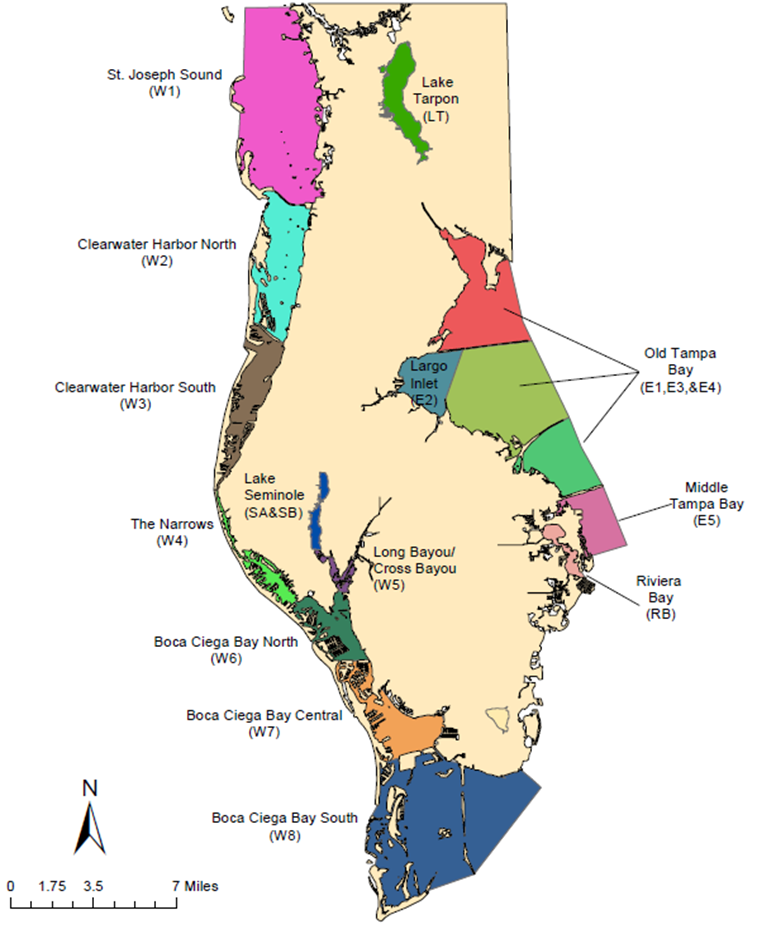 St. Joseph Sound
(W1)
Lake
Tarpon
(LT)
Clearwater Harbor North
(W2)
Old Tampa
Bay
(E1,E3,&E4)
Largo
Inlet
(E2)
Clearwater Harbor South
(W3)
Lake
Seminole
(SA&SB)
Middle
Tampa Bay
(E5)
The Narrows
(W4)
Long Bayou/
Cross Bayou
(W5)
Riviera
Bay
(RB)
Boca Ciega Bay North
(W6)
Boca Ciega Bay Central
(W7)
N
Boca Ciega Bay South
(W8)
0 1.75 3.5 7 Miles